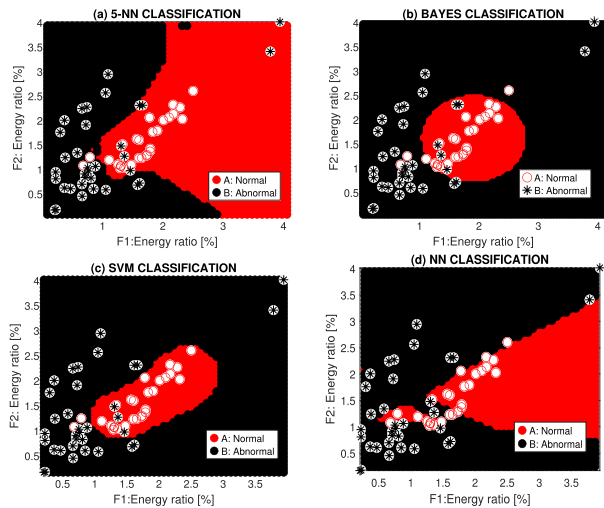 (a) 5-NN CLASSIFICATION
F2: Energy ratio [%]
4
3.5
3
2.5
2
1.5
1
0.5
1
2
3
4
F1:Energy ratio [%]
A: Normal
B: Abnormal
(b) BAYES CLASSIFICATION
F2: Energy ratio [%]
4
3.5
3
2.5
2
1.5
1
0.5
1
2
3
4
F1:Energy ratio [%]
A: Normal
B: Abnormal
(c) SVM CLASSIFICATION
F2: Energy ratio [%]
4
3.5
3
2.5
2
1.5
1
0.5
0.5
1
1.5
2
2.5
3
3.5
F1:Energy ratio [%]
A: Normal
B: Abnormal
(d) NN CLASSIFICATION
F2: Energy ratio [%]
4
3.5
3
2.5
2
1.5
1
0.5
0.5
1
1.5
2
2.5
3
3.5
F1:Energy ratio [%]
A: Normal
B: Abnormal